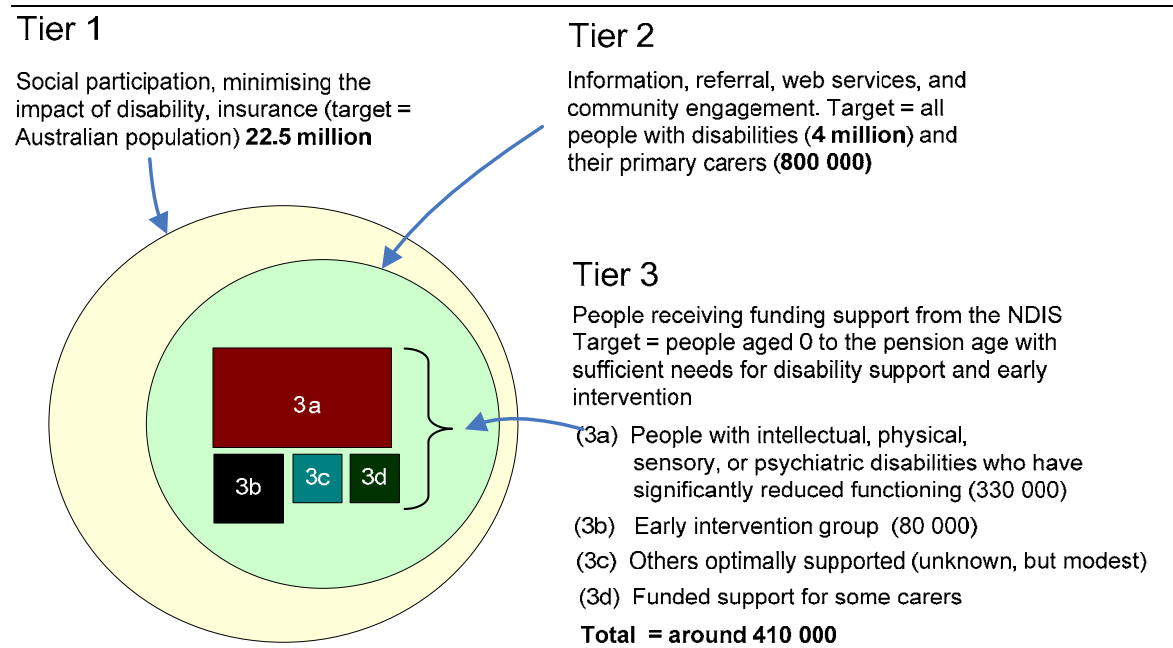 Tier 1
Social participation, minimising the
impact of disability, insurance (target =
Australian population) 22.5 million
Tier 2
Information, referral, web services, and
community engagement. Target = all
people with disabilities (4 million) and
their primary carers (800 000)
Tier 3
People receiving funding support from the NDIS
Target = people aged 0 to the pension age with
sufficient needs for disability support and early
intervention
(3a) People with intellectual, physical,
sensory, or psychiatric disabilities who have
significantly reduced functioning (330 000)
(3b) Early intervention group (80 000)
(3c) Others optimally supported (unknown, but modest)
(3d) Funded support for some carers
Total = around 410 000
3a
3b
3c
3d